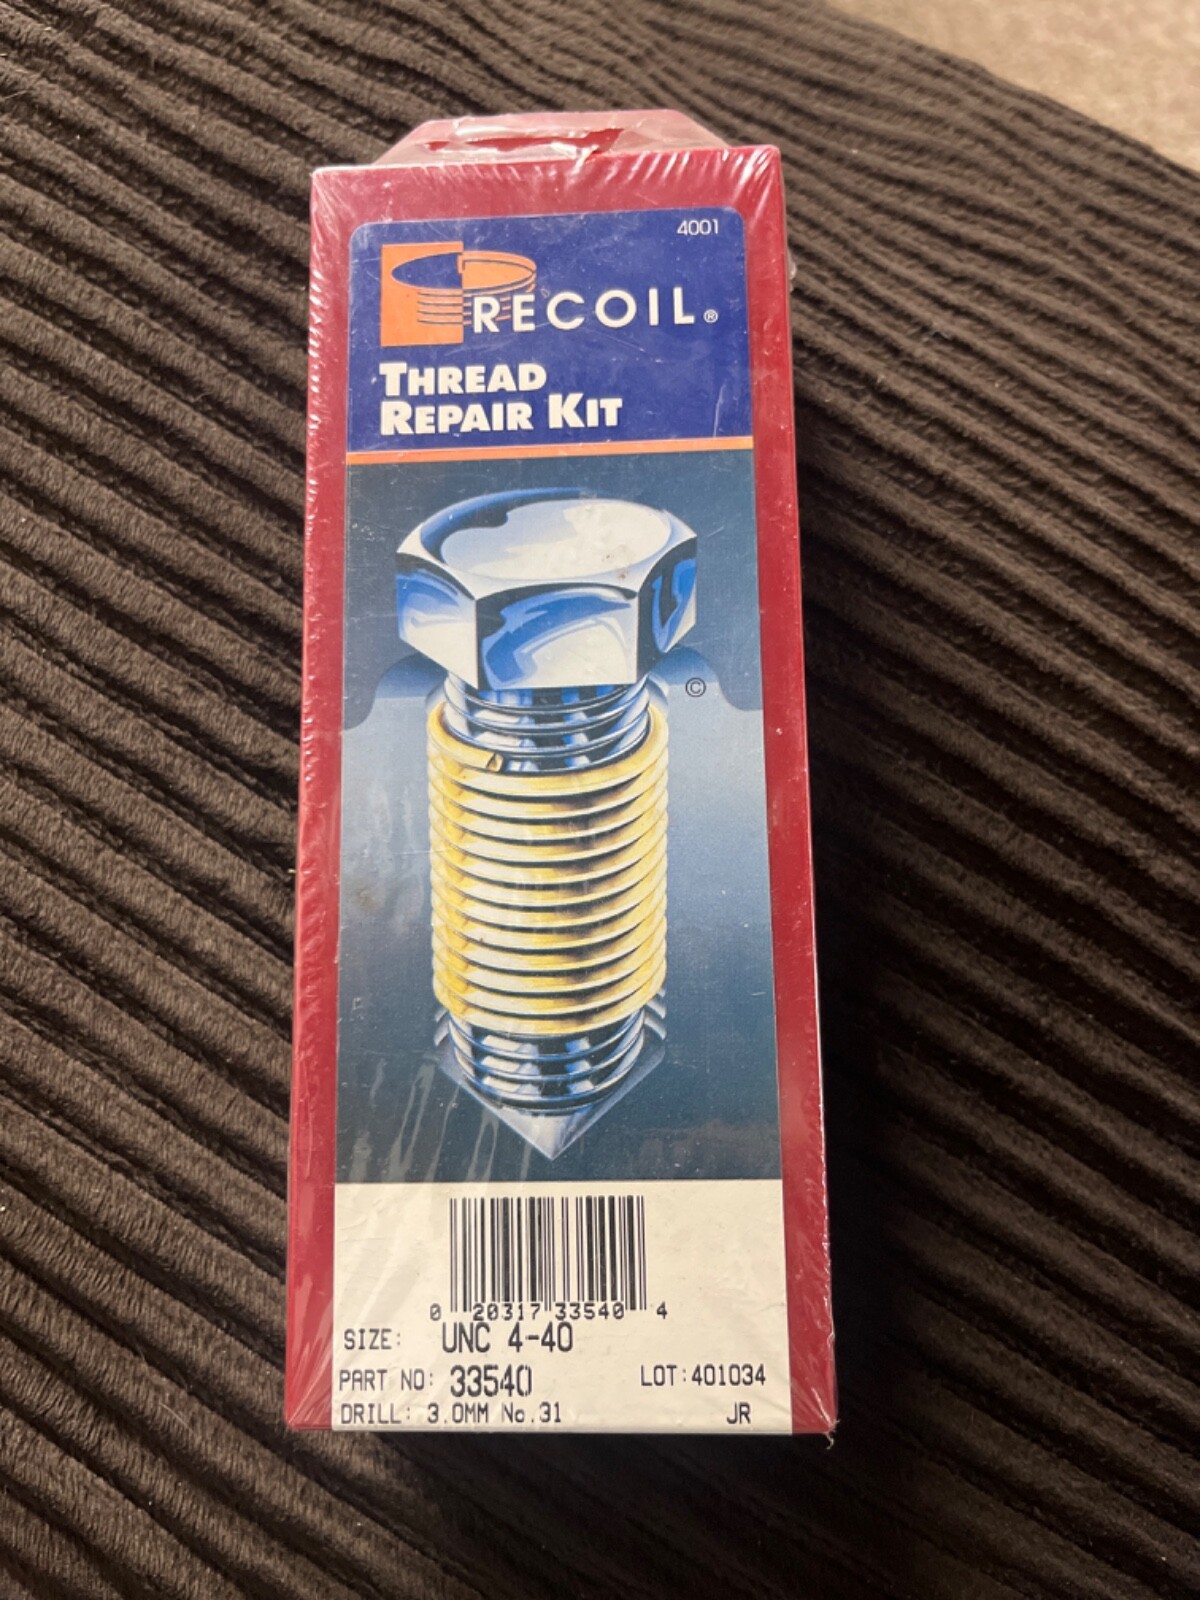 4001
RECOIL®
THREAD
REPAIR KIT
©
0 20317 33540 4
SIZE: UNC 4-40
PART NO: 33540 LOT:401034
DRILL: 3.0MM No.31 JR